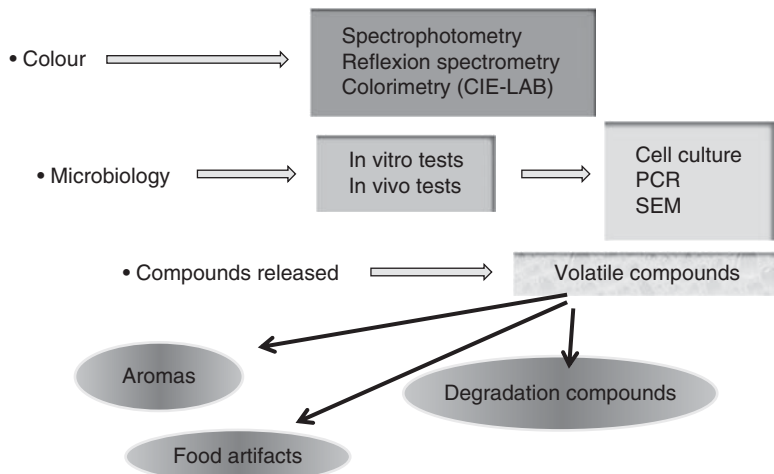 • Colour
Spectrophotometry
Reflexion spectrometry
Colorimetry (CIE-LAB)
• Microbiology
In vitro tests
In vivo tests
Cell culture
PCR
SEM
• Compounds released
Volatile compounds
Aromas
Degradation compounds
Food artifacts